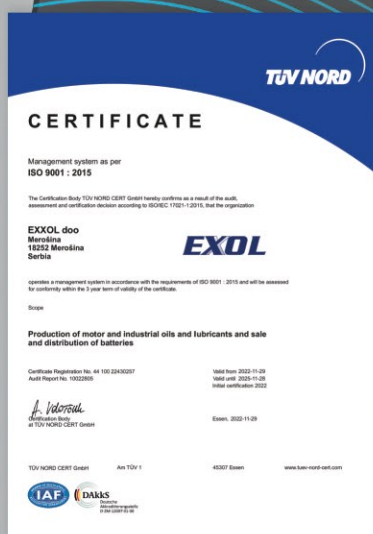 TÜV NORD
CERTIFICATE
Management system as per
ISO 9001 : 2015
The Certification Body TÜV NORD CERT GmbH hereby confirms as a result of the audit,
assessment and certification decision according to ISO/IEC 17021-1:2015, that the organization
EXXOL doo
Merošina
18252 Merošina
Serbia
EXOL
operates a management system in accordance with the requirements of ISO 9001 : 2015 and will be assessed
for conformity within the 3 year term of validity of the certificate.
Scope
Production of motor and industrial oils and lubricants and sale
and distribution of batteries
Certificate Registration No. 44 100 22430257
Audit Report No. 10022805
Valid from 2022-11-29
Valid until 2025-11-28
Initial certification 2022
Certification Body
at TÜV NORD CERT GmbH
Essen, 2022-11-29
TÜV NORD CERT GmbH Am TÜV 1 45307 Essen www.tuev-nord-cert.com
IAF
DAkkS
Deutsche
Akkreditierungsstelle